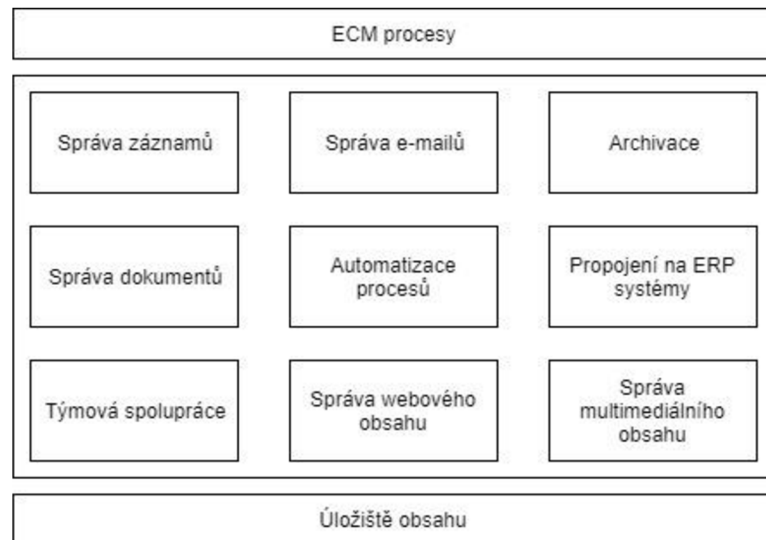 ECM procesy
Správa záznamů
Správa e-mailů
Archivace
Správa dokumentů
Automatizace
procesů
Propojení na ERP
systémy
Týmová spolupráce
Správa webového
obsahu
Správa
multimediálního
obsahu
Úložiště obsahu